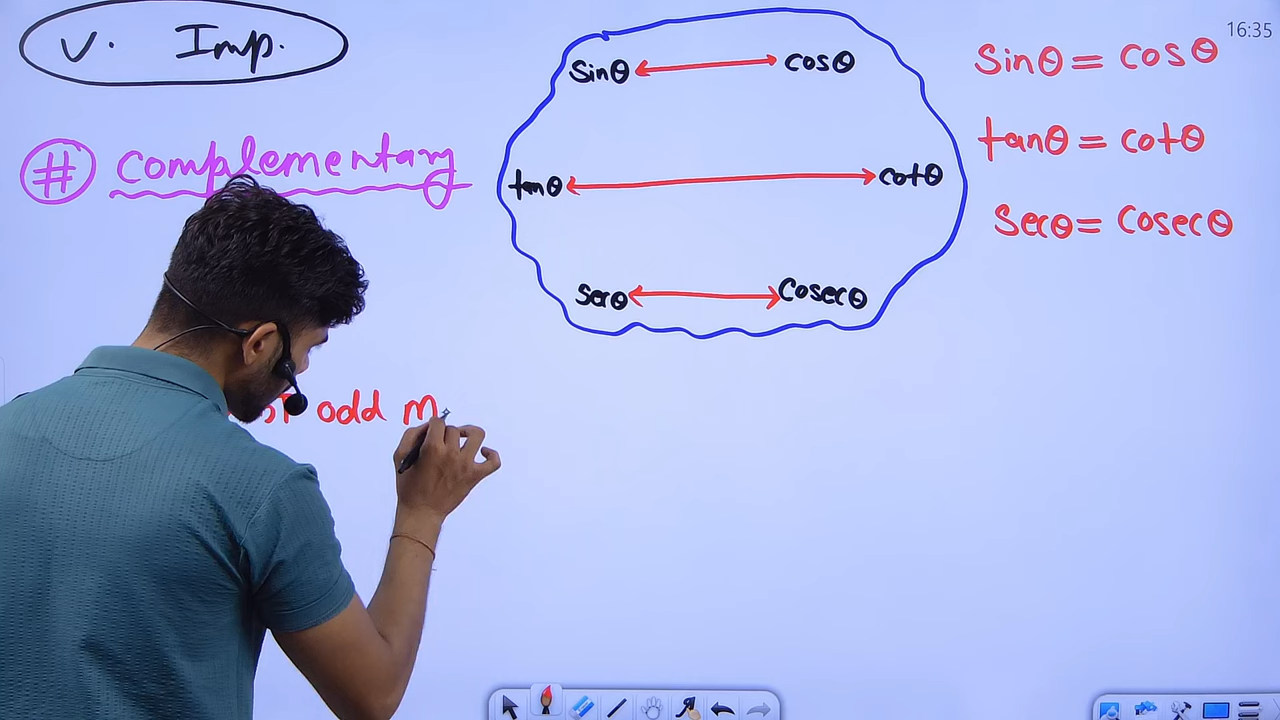 V. Imp.
# Complementary
sinθ cosθ
tanθ cotθ
secθ cosecθ
sinθ = cosθ
tanθ = cotθ
secθ = cosecθ
odd m
16:35